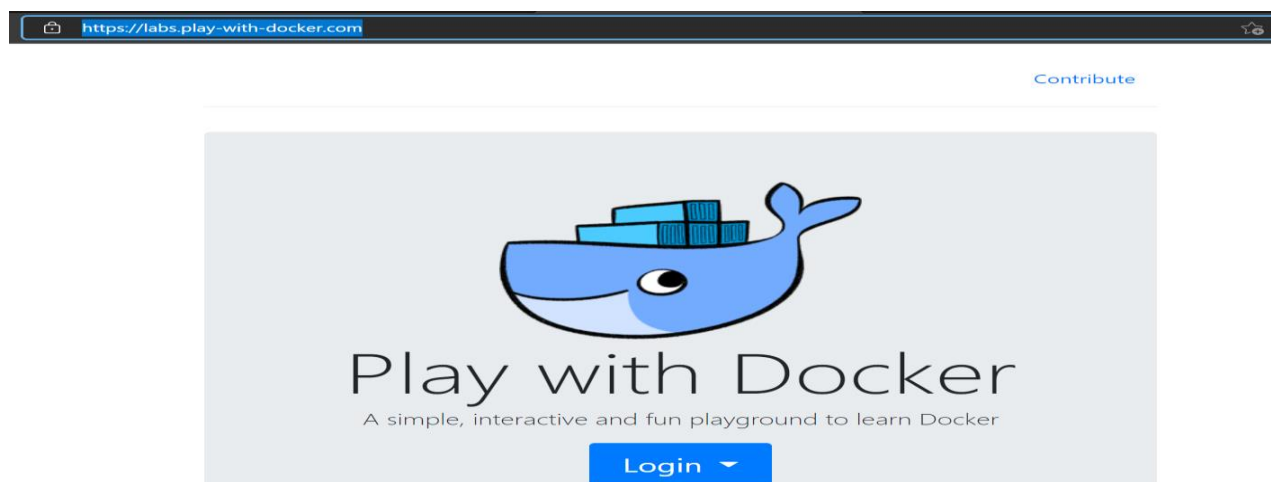 https://labs.play-with-docker.com
Contribute
Play with Docker
A simple, interactive and fun playground to learn Docker
Login